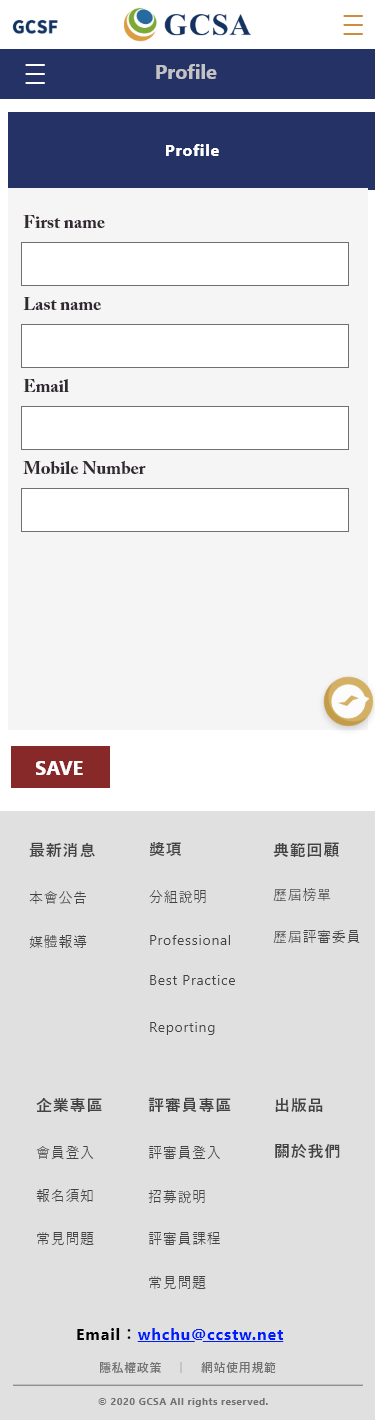 GCSF
GCSA
Profile
Profile
First name
Last name
Email
Mobile Number
SAVE
最新消息
本會公告
媒體報導
獎項
分組說明
Professional
Best Practice
Reporting
典範回顧
歷屆榜單
歷屆評審委員
企業專區
會員登入
報名須知
常見問題
評審員專區
評審員登入
招募說明
評審員課程
常見問題
出版品
關於我們
Email：whchu@ccstw.net
隱私權政策 | 網站使用規範
© 2020 GCSA All rights reserved.